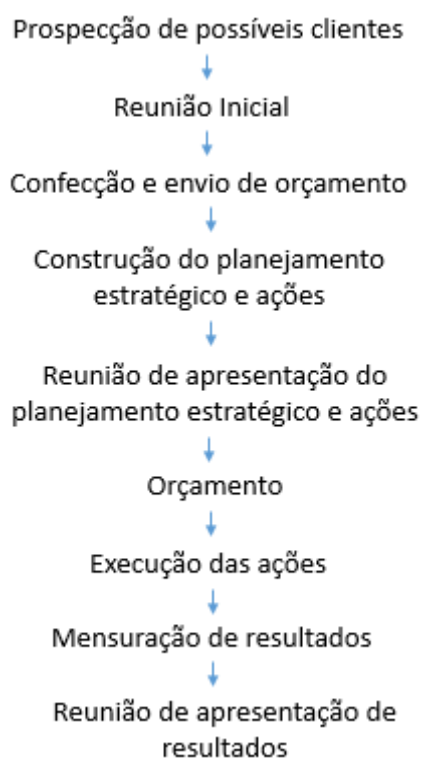 Prospecção de possíveis clientes
Reunião Inicial
Confecção e envio de orçamento
Construção do planejamento
estratégico e ações
Reunião de apresentação do
planejamento estratégico e ações
Orçamento
Execução das ações
Mensuração de resultados
Reunião de apresentação de
resultados